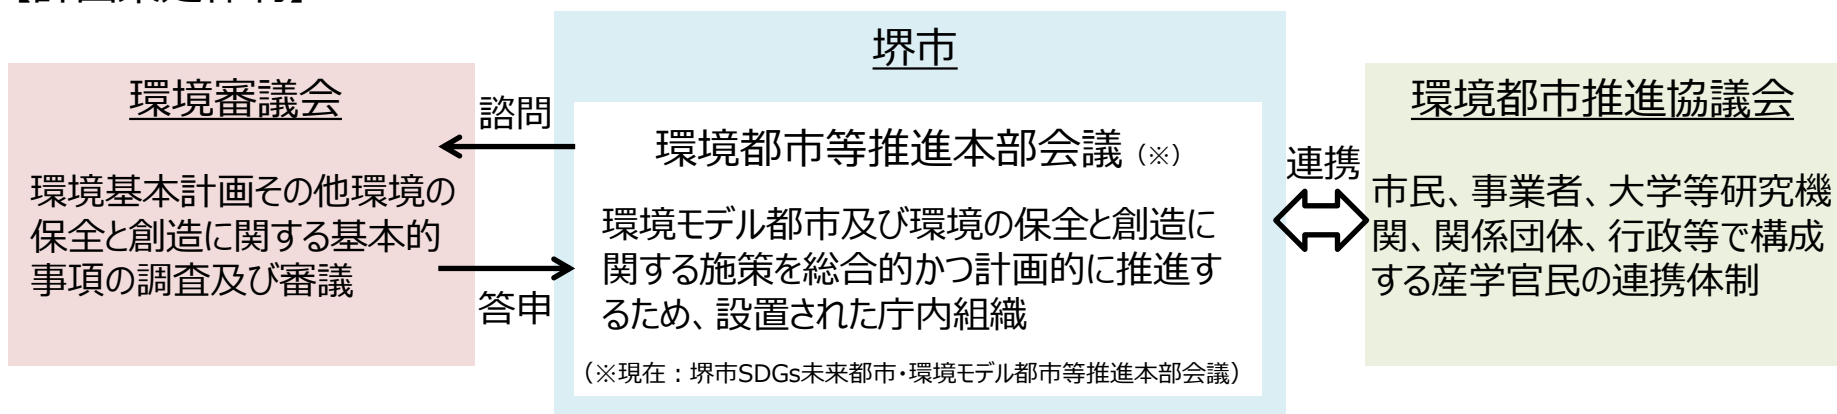 堺市
環境審議会
環境基本計画その他環境の
保全と創造に関する基本的
事項の調査及び審議
諮問
答申
環境都市等推進本部会議（※）
環境モデル都市及び環境の保全と創造に
関する施策を総合的かつ計画的に推進す
るため、設置された庁内組織
（※現在：堺市SDGs未来都市・環境モデル都市等推進本部会議）
連携
環境都市推進協議会
市民、事業者、大学等研究機
関、関係団体、行政等で構成
する産学官民の連携体制